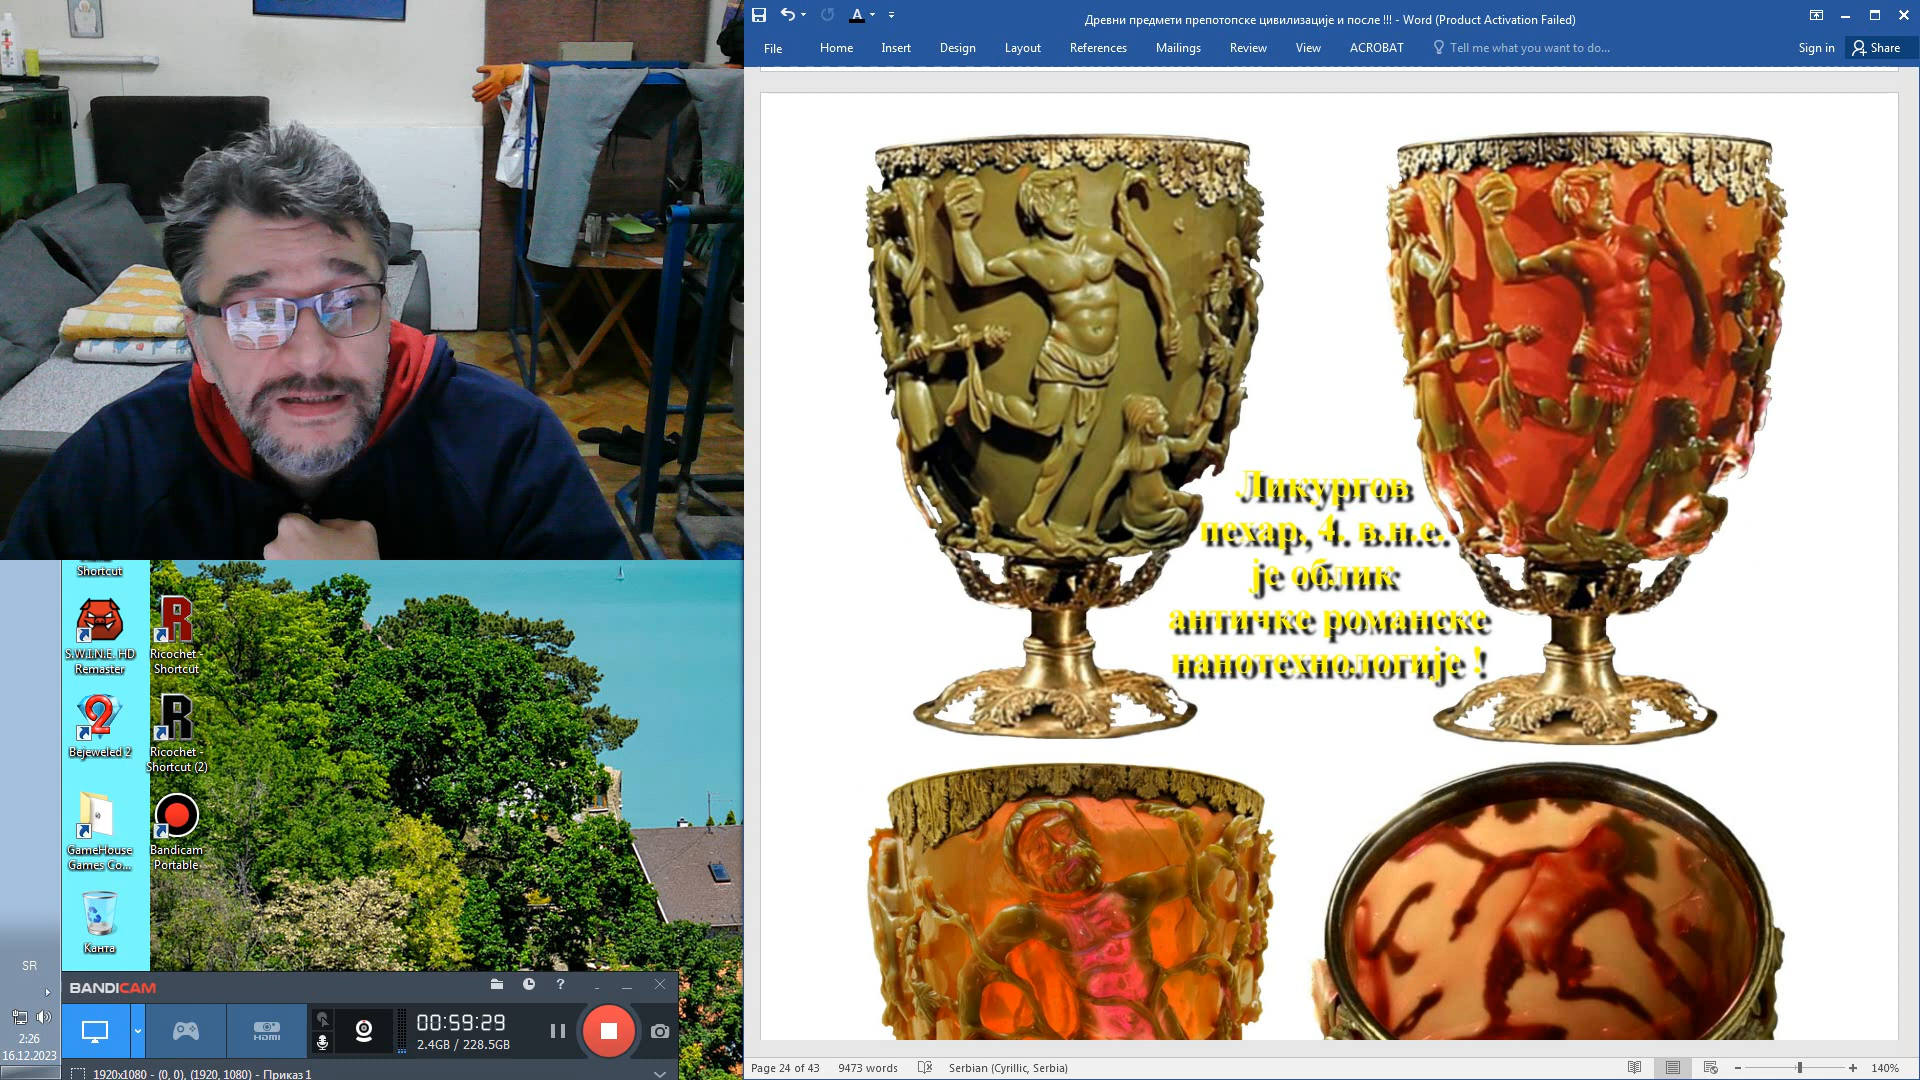 Древни предмети препотопске цивилизације и после !!! - Word (Product Activation Failed)
File Home Insert Design Layout References Mailings Review View ACROBAT Tell me what you want to do... Sign in Share
Ликургов
пехар, 4. в.н.е.
је облик
античке романске
нанотехнологије !
Shortcut
S.W.I.N.E. HD
Remaster
Ricochet -
Shortcut
Bejeweled 2
Ricochet -
Shortcut (2)
GameHouse
Games Co...
Bandicam
Portable
Канта
SR
2:26
16.12.2023
BANDICAM
HDMI
00:59:29
2.4GB / 228.5GB
1920x1080 - (0, 0), (1920, 1080) - Приказ 1
Page 24 of 43 9473 words Serbian (Cyrillic, Serbia) 140%